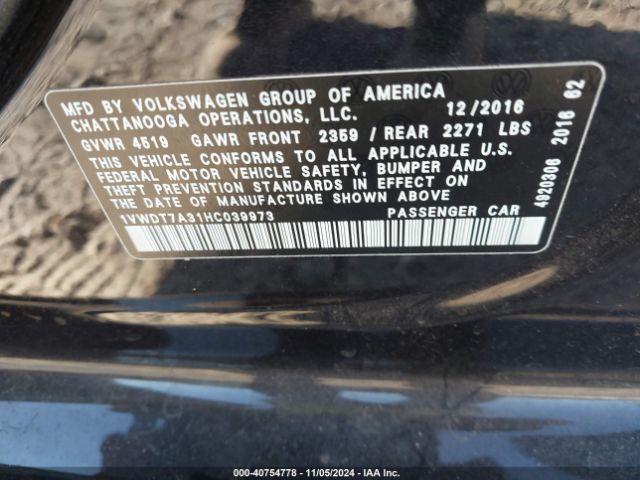 MFD BY VOLKSWAGEN GROUP OF AMERICA
CHATTANOOGA OPERATIONS, LLC. 12/2016
GVWR 4519 GAWR FRONT 2359 / REAR 2271 LBS
THIS VEHICLE CONFORMS TO ALL APPLICABLE U.S.
FEDERAL MOTOR VEHICLE SAFETY, BUMPER AND
THEFT PREVENTION STANDARDS IN EFFECT ON
THE DATE OF MANUFACTURE SHOWN ABOVE
1VWDT7A31HC039973 PASSENGER CAR
4920906 2016 62
000-40754778 - 11/05/2024 - IAA Inc.